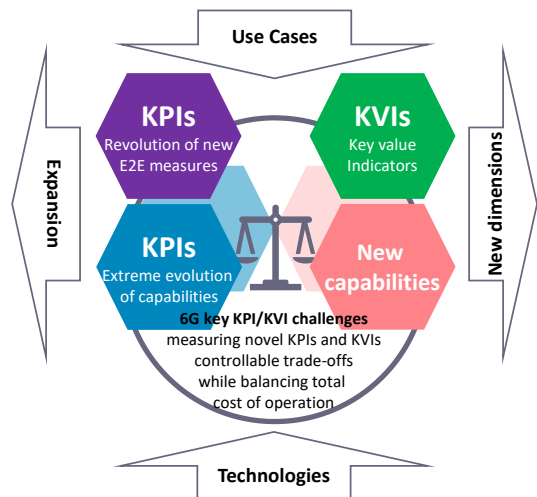 Use Cases
KPIs
Revolution of new
E2E measures
KVIs
Key value
Indicators
Expansion
New dimensions
KPIs
Extreme evolution
of capabilities
New
capabilities
6G key KPI/KVI challenges
measuring novel KPIs and KVIs
controllable trade-offs
while balancing total
cost of operation
Technologies